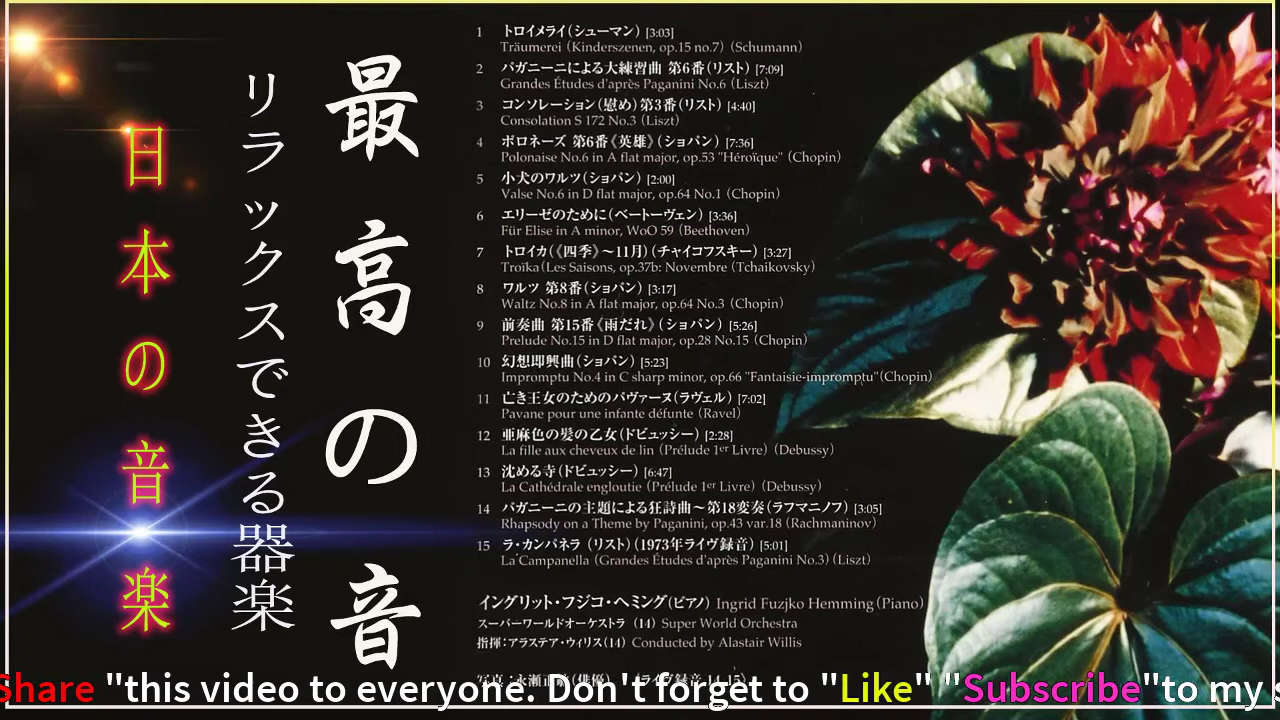 最高の音
リラックスできる器楽
日本の音楽
1 トロイメライ(シューマン) [3:03]
Träumerei (Kinderszenen, op.15 no.7) (Schumann)
2 パガニーニによる大練習曲 第6番(リスト) [7:09]
Grandes Études d'après Paganini No.6 (Liszt)
3 コンソレーション(慰め)第3番(リスト) [4:40]
Consolation S 172 No.3 (Liszt)
4 ポロネーズ 第6番《英雄》(ショパン) [7:36]
Polonaise No.6 in A flat major, op.53 "Héroïque" (Chopin)
5 小犬のワルツ(ショパン) [2:00]
Valse No.6 in D flat major, op.64 No.1 (Chopin)
6 エリーゼのために(ベートーヴェン) [3:36]
Für Elise in A minor, WoO 59 (Beethoven)
7 トロイカ(《四季》~11月)(チャイコフスキー) [3:27]
Troïka(Les Saisons, op.37b: Novembre (Tchaikovsky)
8 ワルツ 第8番(ショパン) [3:17]
Waltz No.8 in A flat major, op.64 No.3 (Chopin)
9 前奏曲 第15番《雨だれ》(ショパン) [5:26]
Prelude No.15 in D flat major, op.28 No.15 (Chopin)
10 幻想即興曲(ショパン) [5:23]
Impromptu No.4 in C sharp minor, op.66 "Fantaisie-impromptu"(Chopin)
11 亡き王女のためのパヴァーヌ(ラヴェル) [7:02]
Pavane pour une infante défunte (Ravel)
12 亜麻色の髪の乙女(ドビュッシー) [2:28]
La fille aux cheveux de lin (Prélude 1er Livre) (Debussy)
13 沈める寺(ドビュッシー) [6:47]
La Cathédrale engloutie (Prélude 1er Livre) (Debussy)
14 パガニーニの主題による狂詩曲~第18変奏(ラフマニノフ) [3:05]
Rhapsody on a Theme by Paganini, op.43 var.18 (Rachmaninov)
15 ラ・カンパネラ (リスト)(1973年ライヴ録音) [5:01]
La Campanella (Grandes Études d'après Paganini No.3) (Liszt)
イングリット・フジコ・ヘミング(ピアノ) Ingrid Fuzjko Hemming (Piano)
スーパーワールドオーケストラ (14) Super World Orchestra
指揮:アラステア・ウィリス(14) Conducted by Alastair Willis
Share "this video to everyone. Don't forget to "Like" "Subscribe"to my s